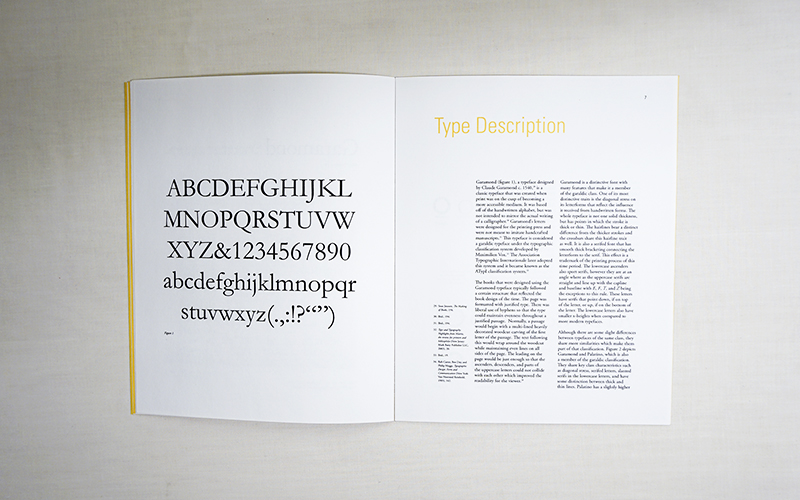 ABCDEFGHIJKL
MNOPQRSTUVW
XYZ&1234567890
abcdefghijklmnopqr
stuvwxyz(.,:!?“”)
Figure 1
7
Type Description
Garamond (figure 1), a typeface designed
by Claude Garamond c. 1540,
is a
classic typeface that was created when
print was on the cusp of becoming a
more accessible medium. It was based
off of the handwritten alphabet, but was
not intended to mimic the actual writing
of a calligrapher. Garamond's letters
were designed for the printing press and
were not meant to imitate handcrafted
manuscripts. This typeface is considered
a garalde typeface under the typographic
classification system developed by
Maximilien Vox. The Association
Typographic Internationale later adopted
this system and is became known as the
ATypI classification system.
The books that were designed using the
Garamond typeface typically followed
a certain structure that reflected the
book design of the time. The page was
formatted with justified type. There was
liberal use of hyphens so that the type
could maintain evenness throughout a
justified passage. Normally, a passage
would begin with a multi-lined heavily
decorated woodcut carving of the first
letter of the passage. The text following
this would wrap around the woodcut
while maintaining even lines on all
sides of the page. The leading on the
page would be just enough so that the
ascenders, descenders, and parts of
the uppercase letters could not collide
with each other which improved the
readability for the viewer.
Garamond is a distinctive font with
many features that make it a member
of the garalde class. One of its most
distinctive traits is the diagonal stress on
its letterforms that reflect the influence
it received from handwritten forms. The
whole typeface is not one solid thickness,
but has points in which the stroke is
thick or thin. The hairlines bear a distinct
difference from the thicker strokes and
the crossbars share this hairline trait
as well. It is also a serifed font that has
smooth thick bracketing connecting the
letterforms to the serif. This effect is a
trademark of the printing process of this
time period. The lowercase ascenders
also sport serifs, however they are at an
angle where as the uppercase serifs are
straight and line up with the capline
and baseline with E, F, T, and Z being
the exceptions to this rule. These letters
have serifs that point down, if on top
of the letter, or up, if on the bottom of
the letter. The lowercase letters also have
smaller x-heights when compared to
more modern typefaces.
Although there are some slight differences
between typefaces of the same class, they
share more similarities which make them
part of that classification. Figure 2 depicts
Garamond and Palatino, which is also
a member of the garalde classification.
They share key characteristics such
as diagonal stress, serifed letters, slanted
serifs in the lowercase letters, and have
some distinction between thick and
thin lines. Palatino has a slightly higher